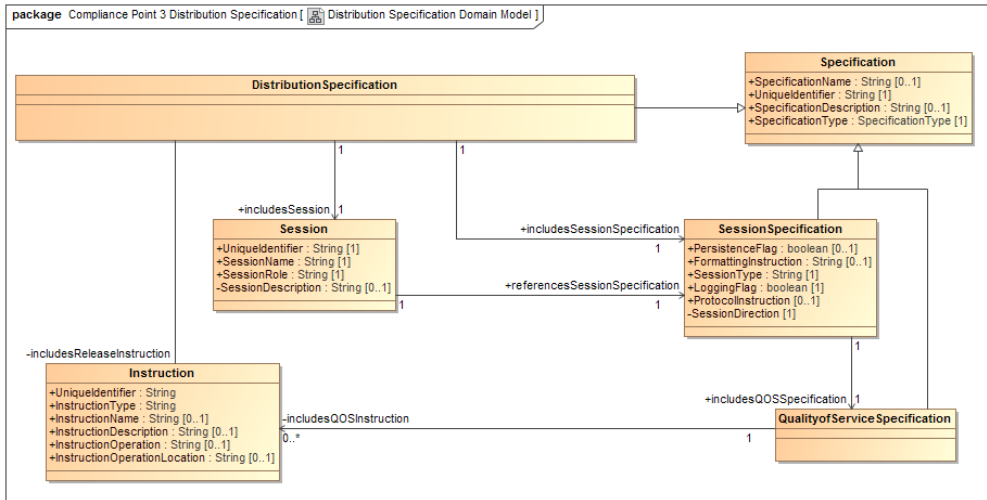 package Compliance Point 3 Distribution Specification [ Distribution Specification Domain Model ]
DistributionSpecification
Specification
+SpecificationName : String [0..1]
+UniqueIdentifier : String [1]
+SpecificationDescription : String [0..1]
+SpecificationType : SpecificationType [1]
1
1
1
+includesSession
1
Session
+UniqueIdentifier : String [1]
+SessionName : String [1]
+SessionRole : String [1]
-SessionDescription : String [0..1]
+includesSessionSpecification
1
SessionSpecification
+PersistenceFlag : boolean [0..1]
+FormattingInstruction : String [0..1]
+SessionType : String [1]
+LoggingFlag : boolean [1]
+ProtocolInstruction [0..1]
-SessionDirection [1]
+referencesSessionSpecification
1
1
1
-includesReleaseInstruction
Instruction
+UniqueIdentifier : String
+InstructionType : String
+InstructionName : String [0..1]
+InstructionDescription : String [0..1]
+InstructionOperation : String [0..1]
+InstructionOperationLocation : String [0..1]
+includesQOSSpecification
1
-includesQOSInstruction
0..*
1
QualityofServiceSpecification